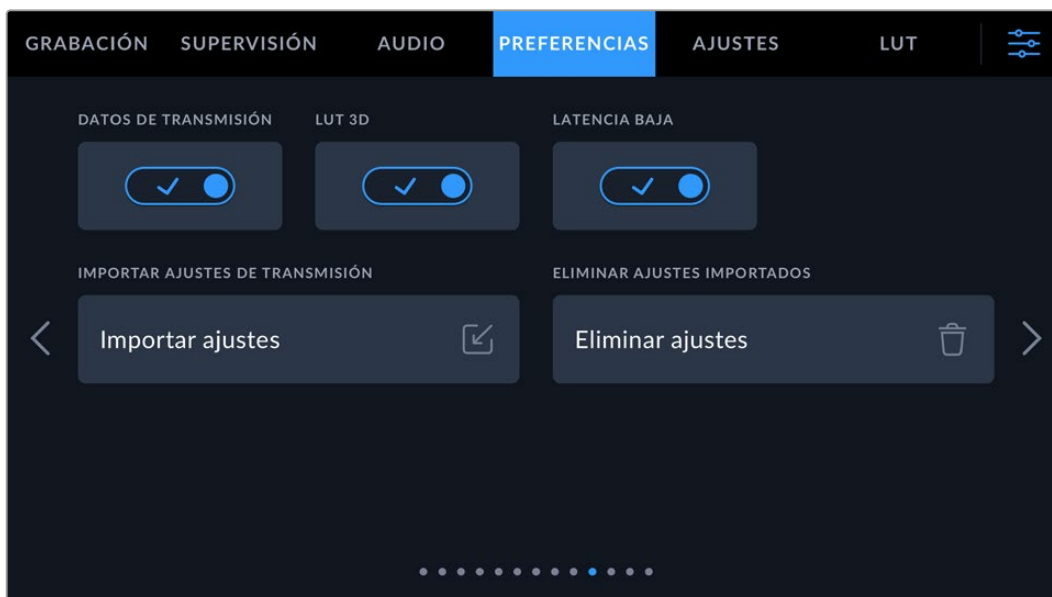 GRABACIÓN SUPERVISIÓN AUDIO PREFERENCIAS AJUSTES LUT
DATOS DE TRANSMISIÓN LUT 3D LATENCIA BAJA
IMPORTAR AJUSTES DE TRANSMISIÓN ELIMINAR AJUSTES IMPORTADOS
Importar ajustes Eliminar ajustes